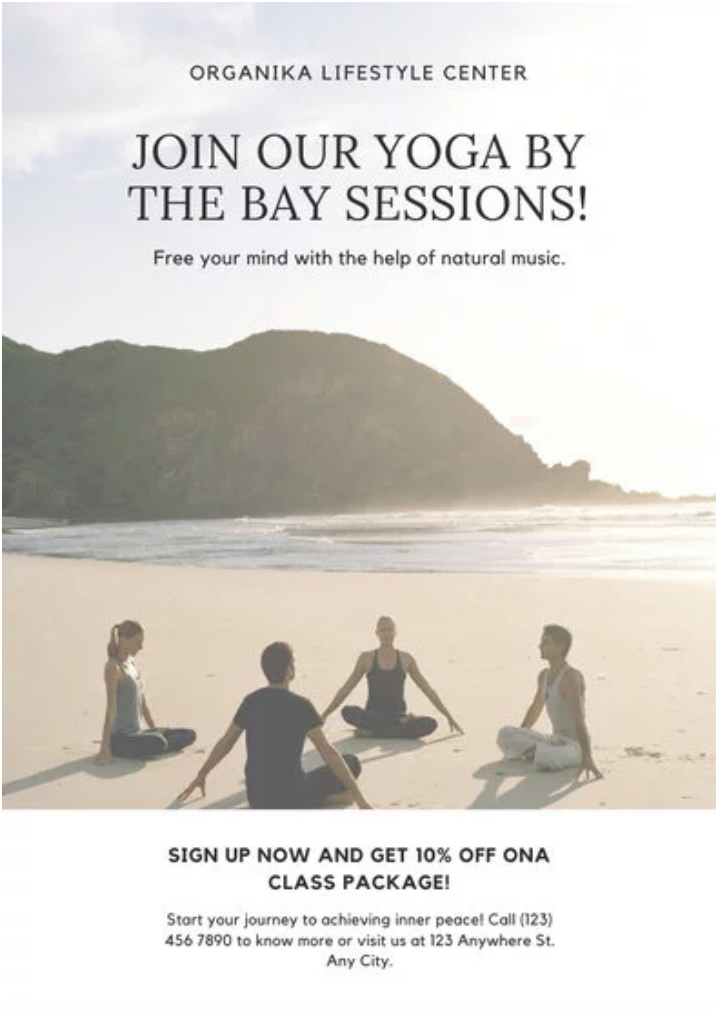 ORGANIKA LIFESTYLE CENTER
JOIN OUR YOGA BY
THE BAY SESSIONS!
Free your mind with the help of natural music.
SIGN UP NOW AND GET 10% OFF ONA
CLASS PACKAGE!
Start your journey to achieving inner peace! Call (123)
456 7890 to know more or visit us at 123 Anywhere St.
Any City.